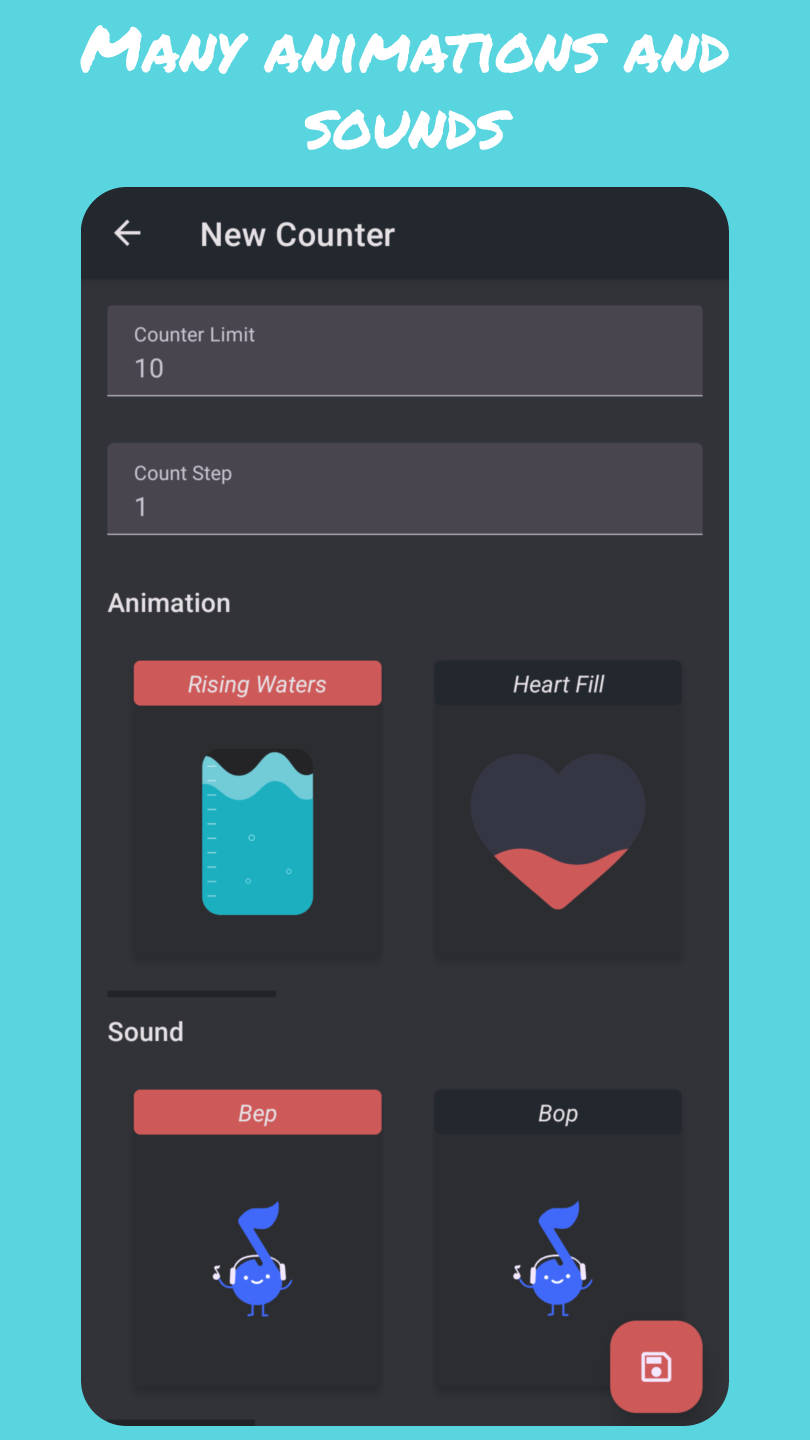 MANY ANIMATIONS AND
SOUNDS
New Counter
Counter Limit
10
Count Step
1
Animation
Rising Waters
Heart Fill
Sound
Bep
Bop